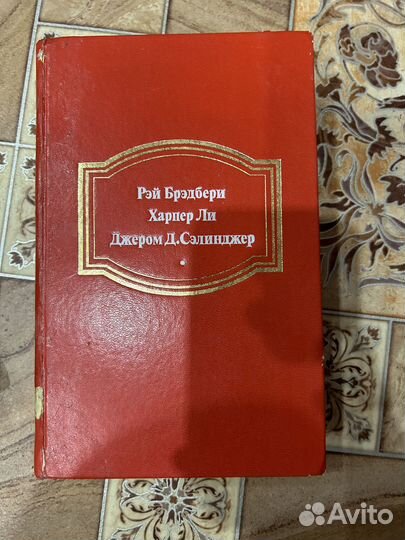 Рэй Брэдбери
Харпер Ли
Джером Д.Сэлинджер
Avito